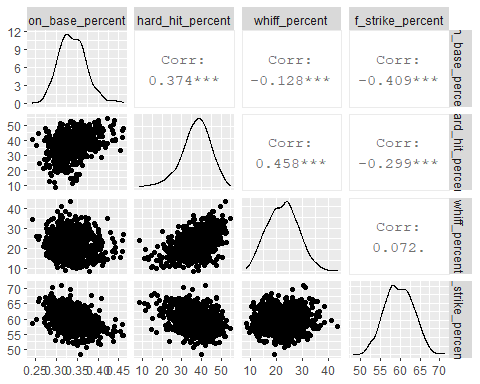 on_base_percent hard_hit_percent whiff_percent f_strike_percent
12
9
6
3
0
Corr:
0.374***
Corr:
-0.128***
Corr:
-0.409***
n_base_perce
50
40
30
20
10
Corr:
0.458***
Corr:
-0.299***
ard_hit_percen
40
30
20
10
Corr:
0.072.
whiff_percent
70
65
60
55
50
_strike_percen
0.25 0.30 0.35 0.40 0.45 10 20 30 40 50 10 20 30 40 50 55 60 65 70